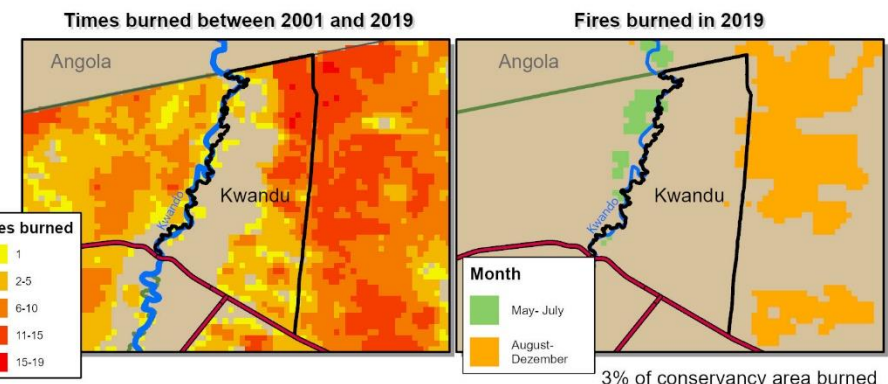 Times burned between 2001 and 2019
Angola
Kwando
Kwandu
es burned
1
2-5
6-10
11-15
15-19
Fires burned in 2019
Angola
Kwando
Kwandu
Month
May- July
August-
Dezember
3% of conservancy area burned